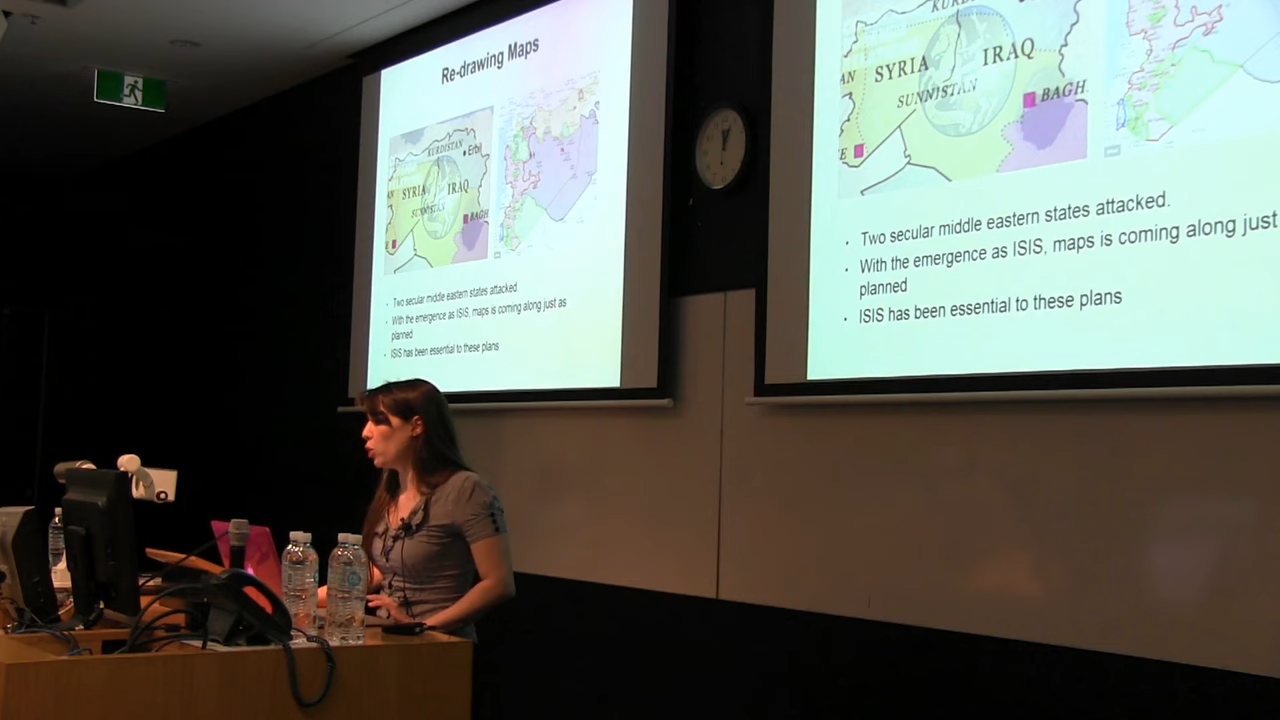 Re-drawing Maps
KURDISTAN
Erbil
SYRIA IRAQ
SUNNISTAN
BAGH
Two secular middle eastern states attacked
With the emergence as ISIS, maps is coming along just as
planned
ISIS has been essential to these plans
SYRIA IRAQ
AN
SUNNISTAN
BAGH
E
Two secular middle eastern states attacked.
With the emergence as ISIS, maps is coming along just
planned
ISIS has been essential to these plans